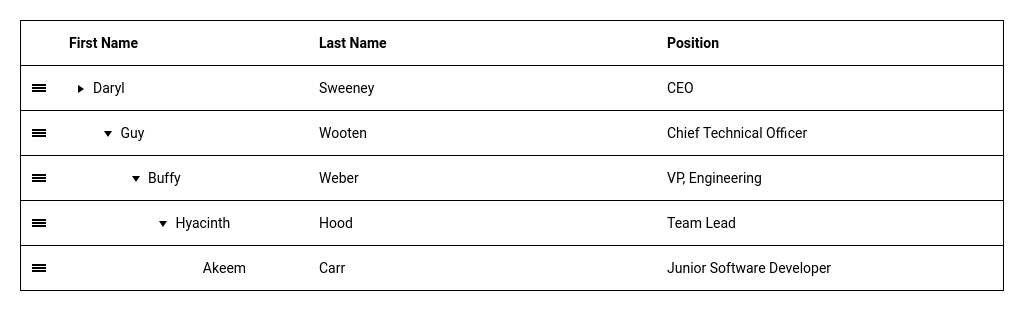 First Name Last Name Position
Daryl Sweeney CEO
Guy Wooten Chief Technical Officer
Buffy Weber VP, Engineering
Hyacinth Hood Team Lead
Akeem Carr Junior Software Developer